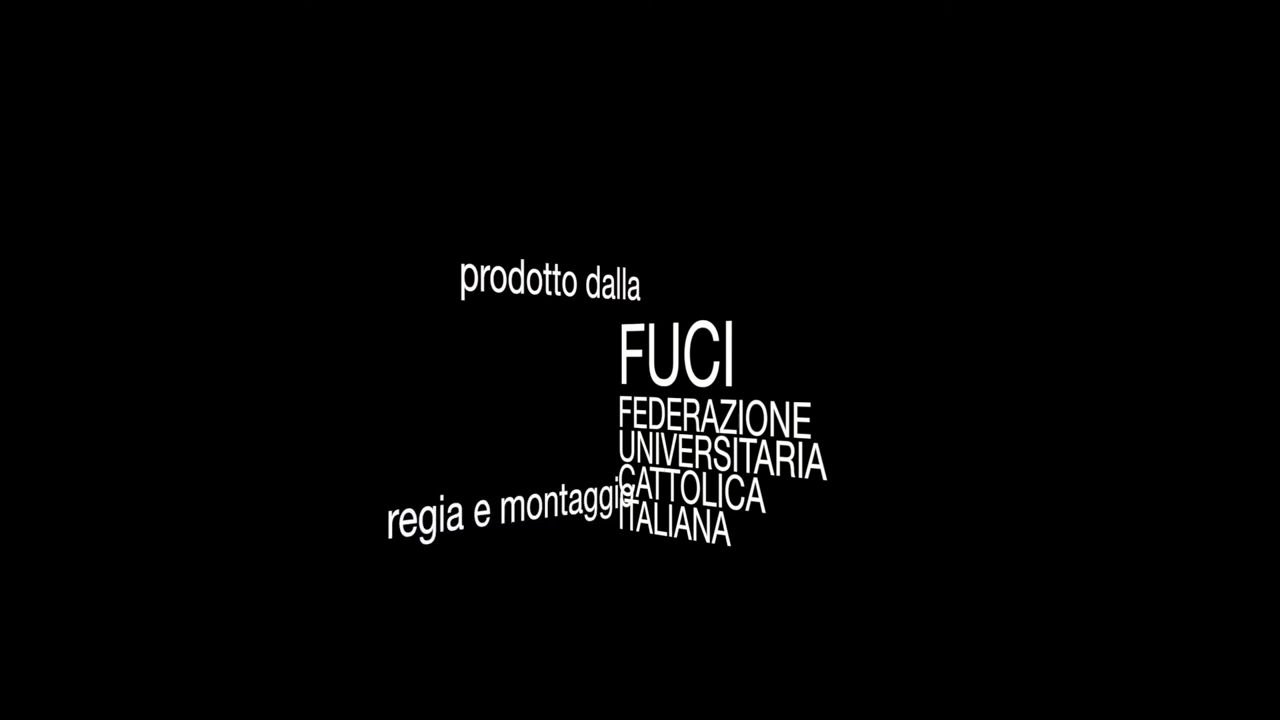 prodotto dalla
FUCI
FEDERAZIONE
UNIVERSITARIA
CATTOLICA
ITALIANA
regia e montaggio